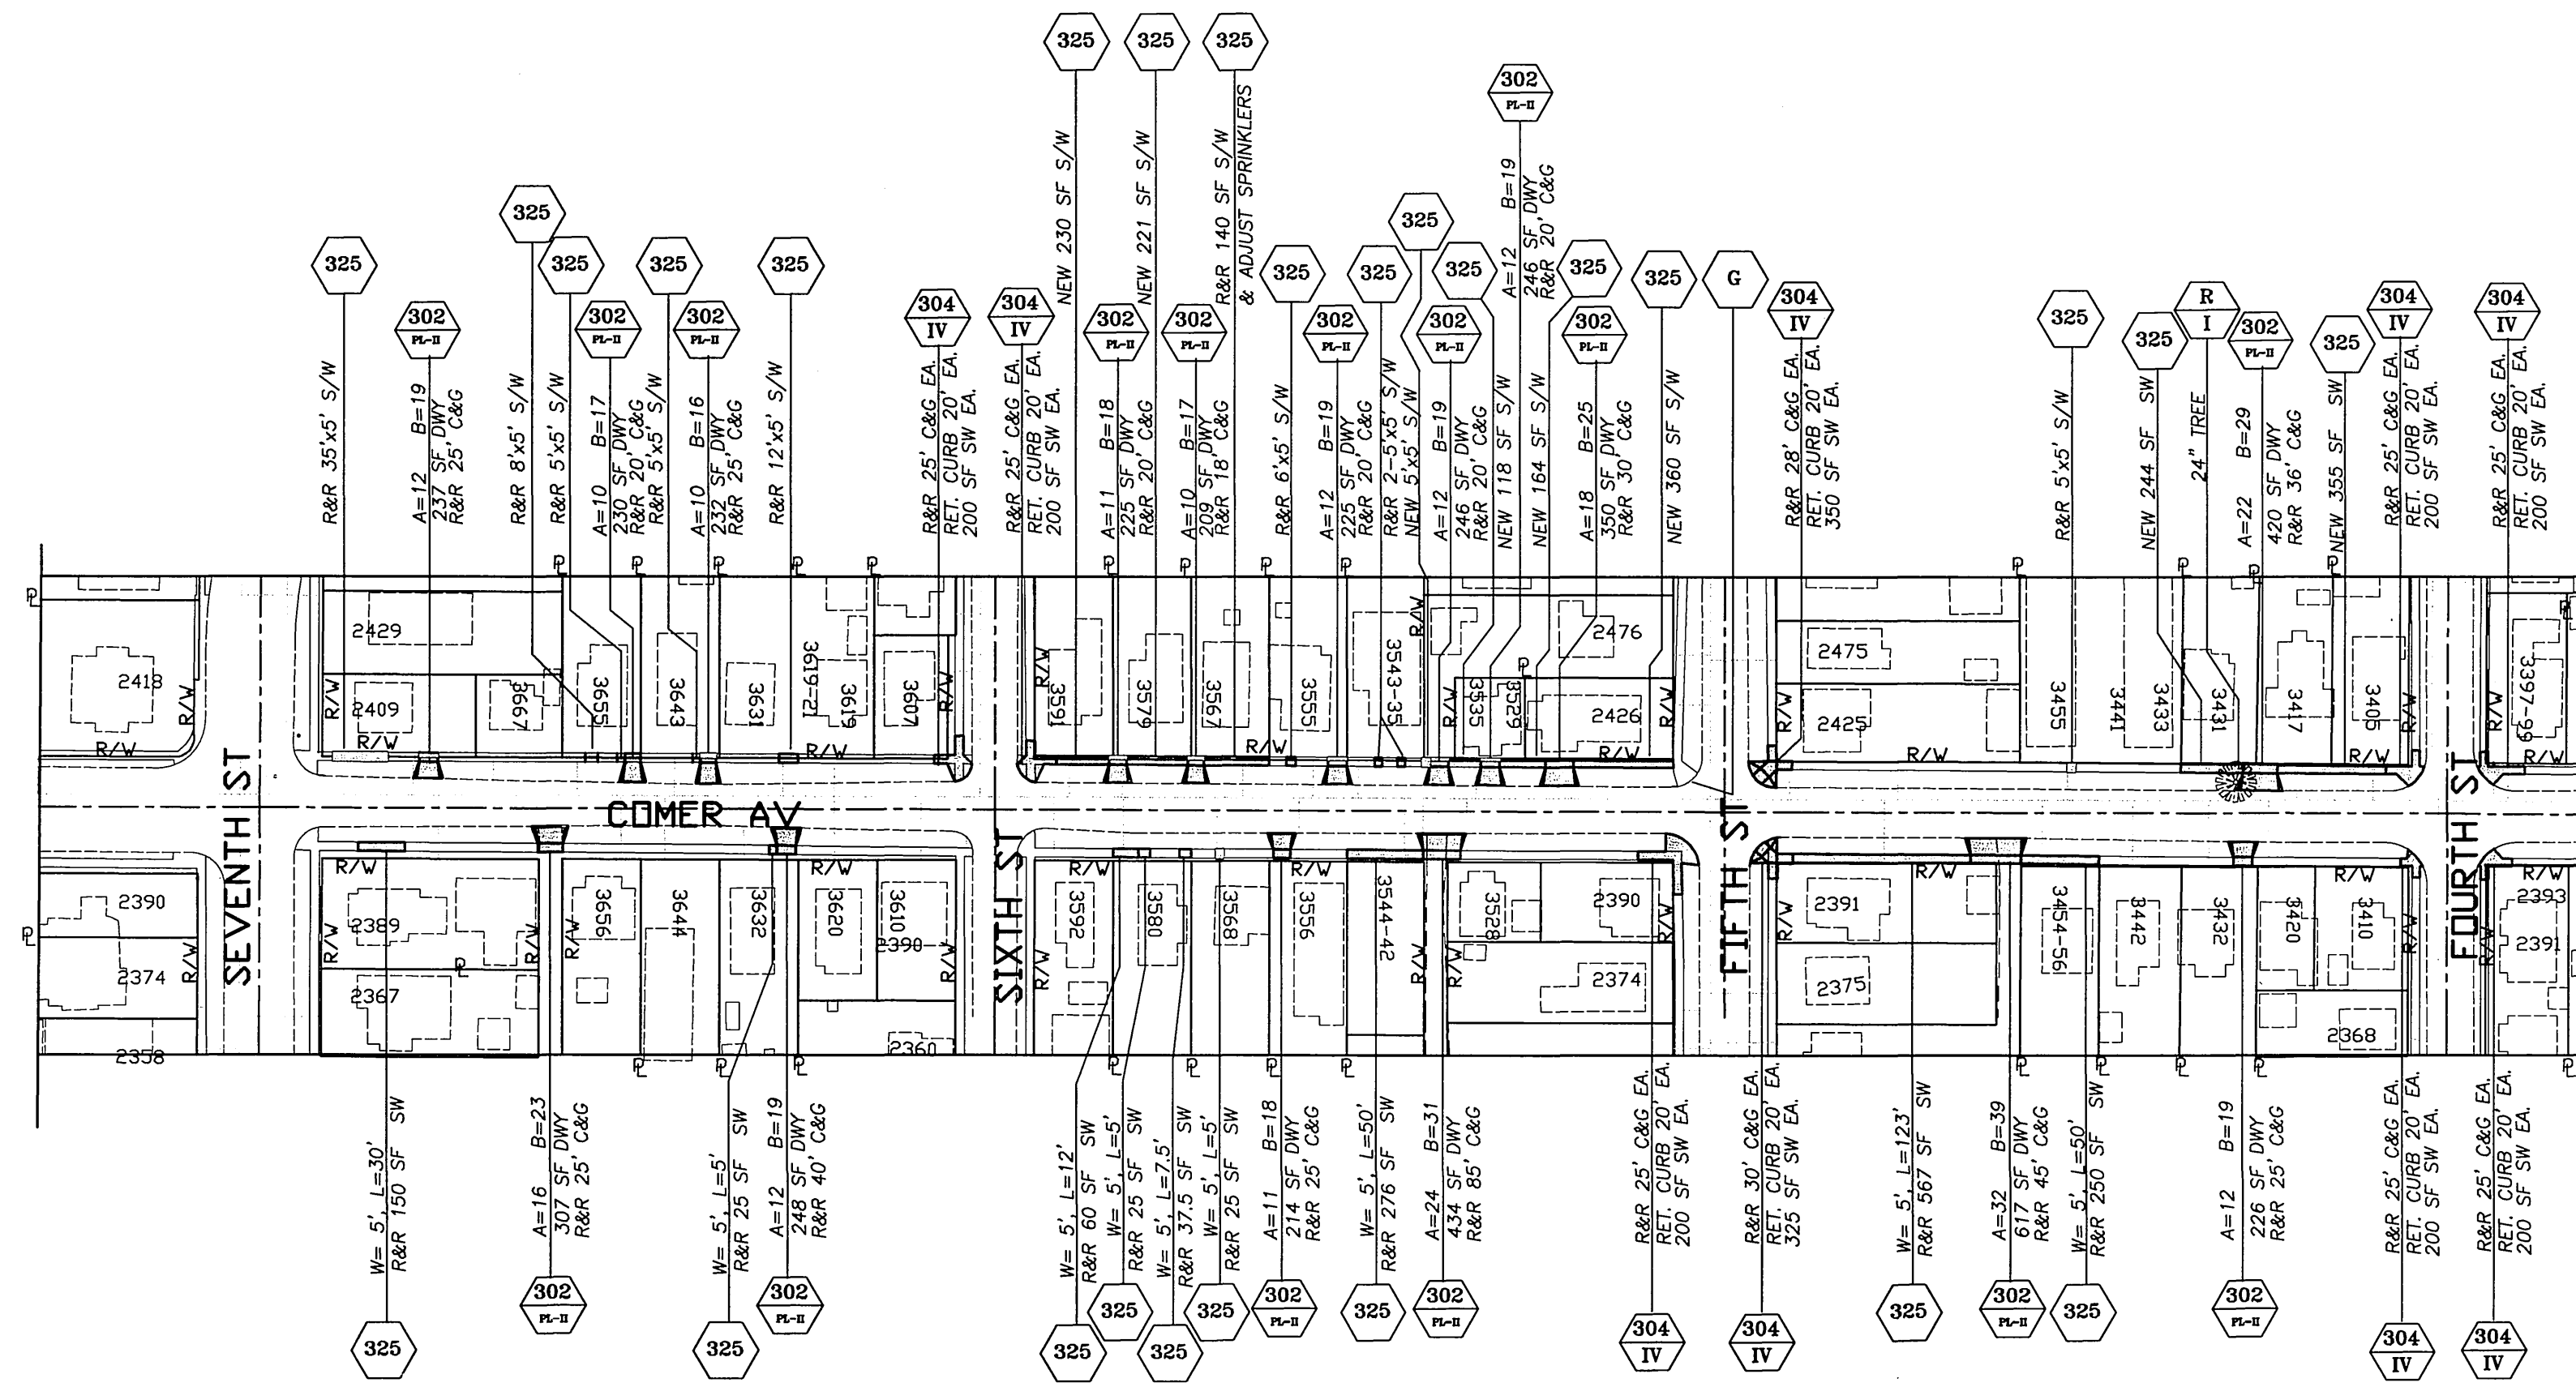 325
325
325
302
PL-II
325
325
325
325
325
325
325
325
325
325
325
G
304
IV
304
IV
304
IV
304
IV
304
IV
R
I
325
325
325
302
PL-II
302
PL-II
302
PL-II
302
PL-II
302
PL-II
302
PL-II
302
PL-II
302
PL-II
302
PL-II
R&R 35'x5' S/W
A=12 B=19
237 SF DWY
R&R 25' C&G
R&R 8'x5' S/W
R&R 5'x5' S/W
A=10 B=17
230 SF DWY
R&R 20' C&G
R&R 5'x5' S/W
A=10 B=16
232 SF DWY
R&R 25' C&G
R&R 12'x5' S/W
R&R 25' C&G EA.
RET. CURB 20' EA.
200 SF SW EA.
R&R 25' C&G EA.
RET. CURB 20' EA.
200 SF SW EA.
NEW 230 SF S/W
A=11 B=18
225 SF DWY
R&R 20' C&G
NEW 221 SF S/W
A=10 B=17
209 SF DWY
R&R 18' C&G
R&R 140 SF S/W
& ADJUST SPRINKLERS
R&R 6'x5' S/W
A=12 B=19
225 SF DWY
R&R 20' C&G
R&R 2-5'x5' S/W
NEW 5'x5' S/W
A=12 B=19
246 SF DWY
R&R 20' C&G
NEW 118 SF S/W
A=12 B=19
246 SF DWY
R&R 20' C&G
NEW 164 SF S/W
A=18 B=25
350 SF DWY
R&R 30' C&G
NEW 360 SF S/W
R&R 28' C&G EA.
RET. CURB 20' EA.
350 SF SW EA.
R&R 5'x5' S/W
NEW 244 SF SW
24" TREE
A=22 B=29
420 SF DWY
R&R 36' C&G
NEW 355 SF SW
R&R 25' C&G EA.
RET. CURB 20' EA.
200 SF SW EA.
R&R 25' C&G EA.
RET. CURB 20' EA.
200 SF SW EA.
2418
R/W
R/W
2429
2409
R/W
R/W
3667
3655
3643
3631
3619-21
3619
3607
R/W
R/W
R/W
3591
3579
3567
R/W
3555
3543-35
R/W
R/W
3535
3529
2476
2426
R/W
R/W
2475
2425
R/W
R/W
3455
3441
3433
3431
3417
3405
R/W
R/W
R/W
3397-99
R/W
SEVENTH ST
COMER AV
SIXTH ST
FIFTH ST
FOURTH ST
2390
2374
2358
R/W
R/W
2389
2367
R/W
R/W
R/W
3656
3644
3632
R/W
3620
3610
2390
2360
R/W
R/W
R/W
3592
3580
3568
R/W
3556
3544-42
R/W
R/W
3528
2390
2374
R/W
R/W
2391
2375
R/W
3454-56
3442
3432
3420
R/W
3410
2368
R/W
R/W
R/W
2393
2391
W= 5', L=30'
R&R 150 SF SW
A=16 B=23
307 SF DWY
R&R 25' C&G
W= 5', L=5'
R&R 25 SF SW
A=12 B=19
248 SF DWY
R&R 40' C&G
W= 5', L=12'
R&R 60 SF SW
W= 5', L=5'
R&R 25 SF SW
W= 5', L=7.5'
R&R 37.5 SF SW
W= 5', L=5'
R&R 25 SF SW
A=11 B=18
214 SF DWY
R&R 25' C&G
W= 5', L=50'
R&R 276 SF SW
A=24 B=31
434 SF DWY
R&R 85' C&G
R&R 25' C&G EA.
RET. CURB 20' EA.
200 SF SW EA.
R&R 30' C&G EA.
RET. CURB 20' EA.
325 SF SW EA.
W= 5', L=123'
R&R 567 SF SW
A=32 B=39
617 SF DWY
R&R 45' C&G
W= 5', L=50'
R&R 250 SF SW
A=12 B=19
226 SF DWY
R&R 25' C&G
R&R 25' C&G EA.
RET. CURB 20' EA.
200 SF SW EA.
R&R 25' C&G EA.
RET. CURB 20' EA.
200 SF SW EA.
325
302
PL-II
325
302
PL-II
325
325
325
325
302
PL-II
325
302
PL-II
304
IV
304
IV
325
302
PL-II
325
302
PL-II
304
IV
304
IV